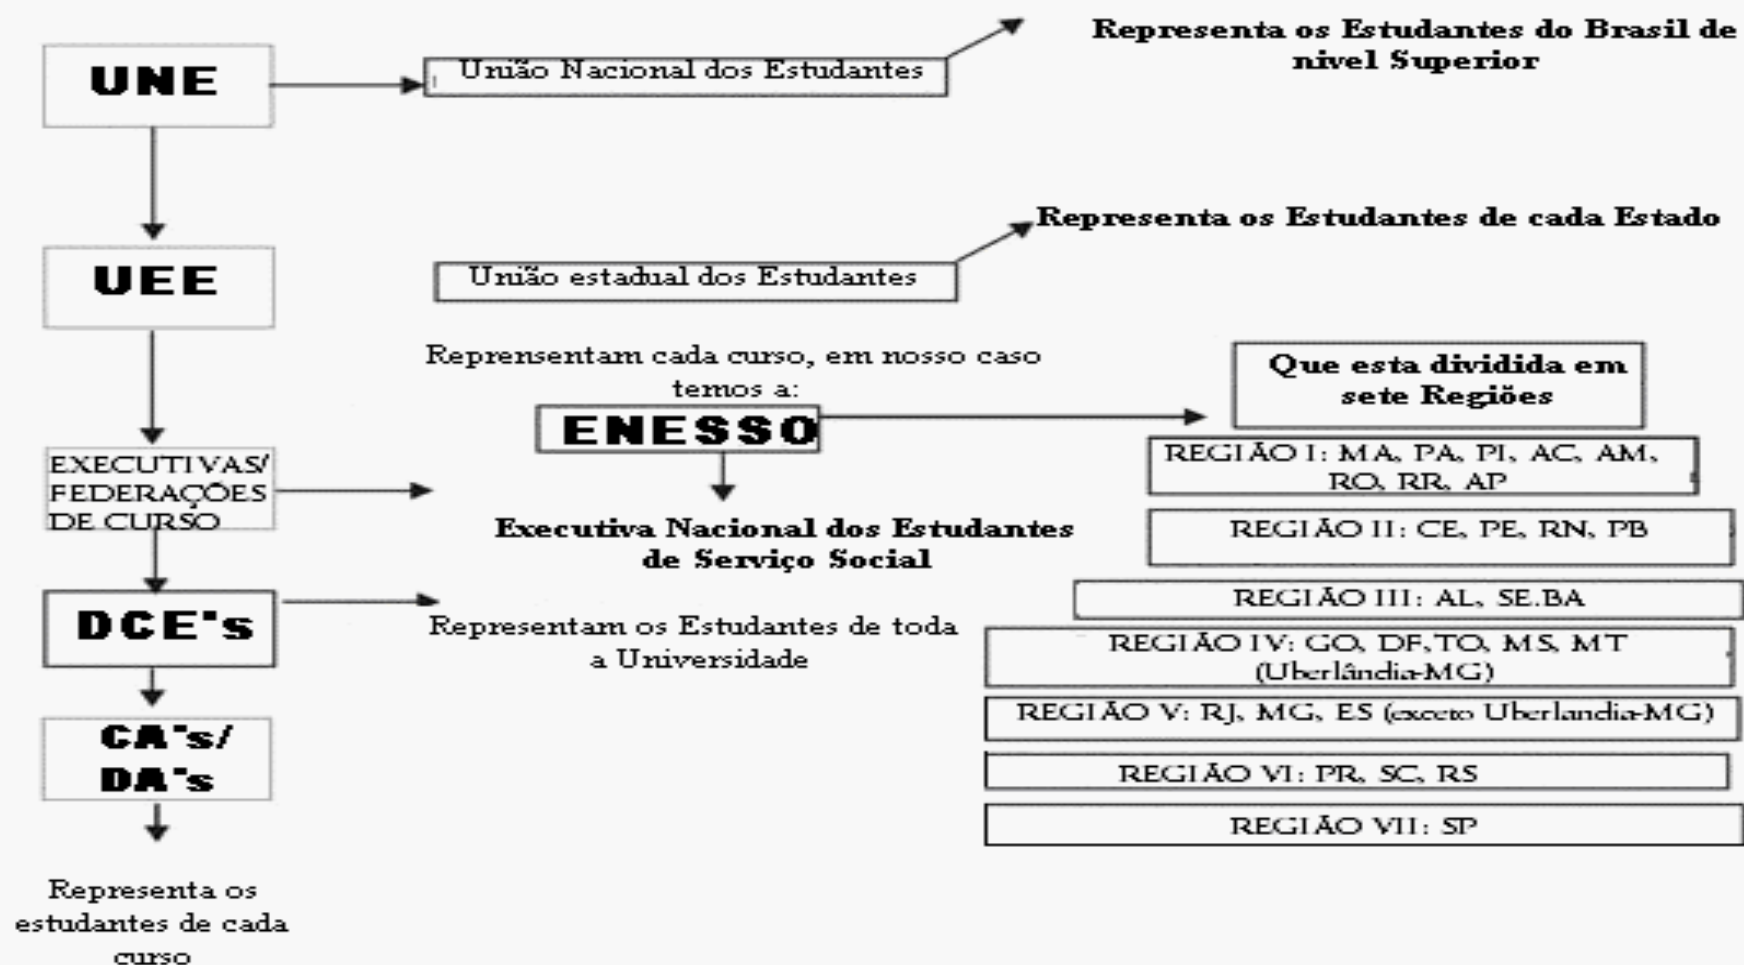 UNE
União Nacional dos Estudantes
Representa os Estudantes do Brasil de
nivel Superior
UEE
União estadual dos Estudantes
Representa os Estudantes de cada Estado
EXECUTIVAS/
FEDERAÇÕES
DE CURSO
Reprensentam cada curso, em nosso caso
temos a:
ENESSO
Executiva Nacional dos Estudantes
de Serviço Social
Que esta dividida em
sete Regiões
REGIÃO I: MA, PA, PI, AC, AM,
RO, RR, AP
REGIÃO II: CE, PE, RN, PB
REGIÃO III: AL, SE.BA
REGIÃO IV: GO, DF,TO, MS, MT
(Uberlândia-MG)
REGIÃO V: RJ, MG, ES (exceto Uberlandia-MG)
REGIÃO VI: PR, SC, RS
REGIÃO VII: SP
DCE's
Representam os Estudantes de toda
a Universidade
CA's/
DA's
Representa os
estudantes de cada
curso